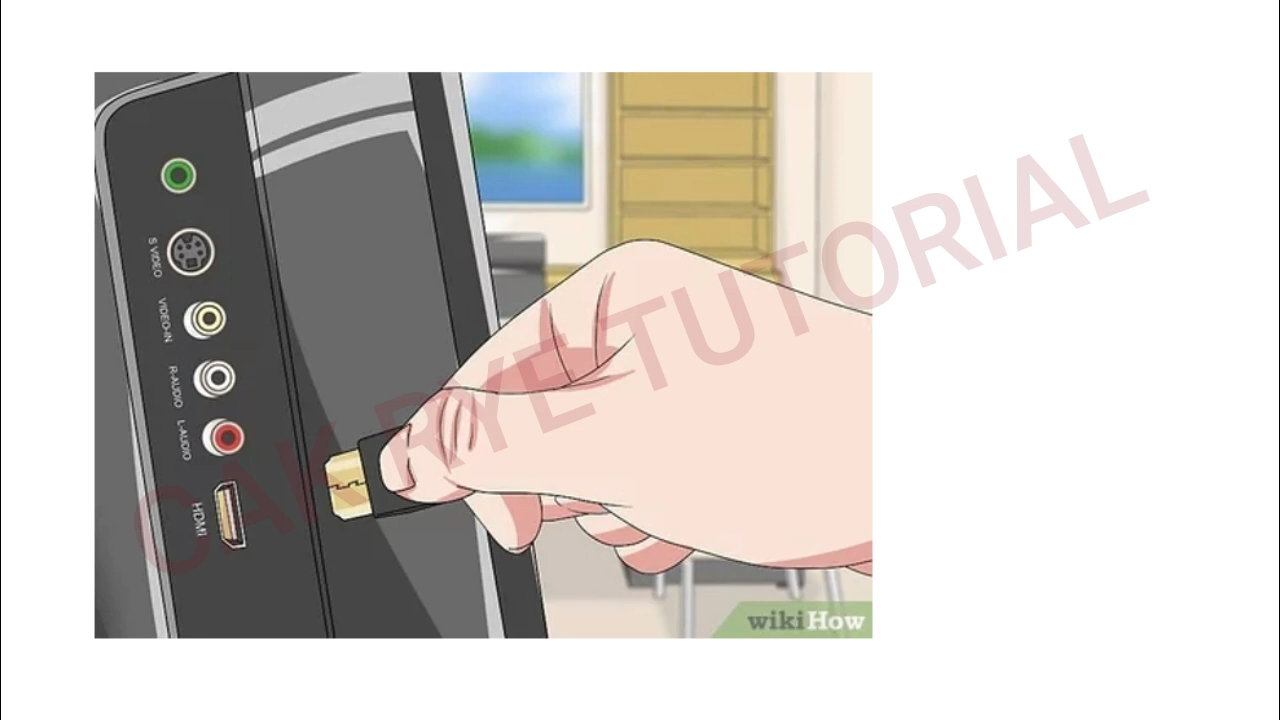 S VIDEO
VIDEO-IN
R-AUDIO
L-AUDIO
HDMI
OAK RYE TUTORIAL
wikiHow